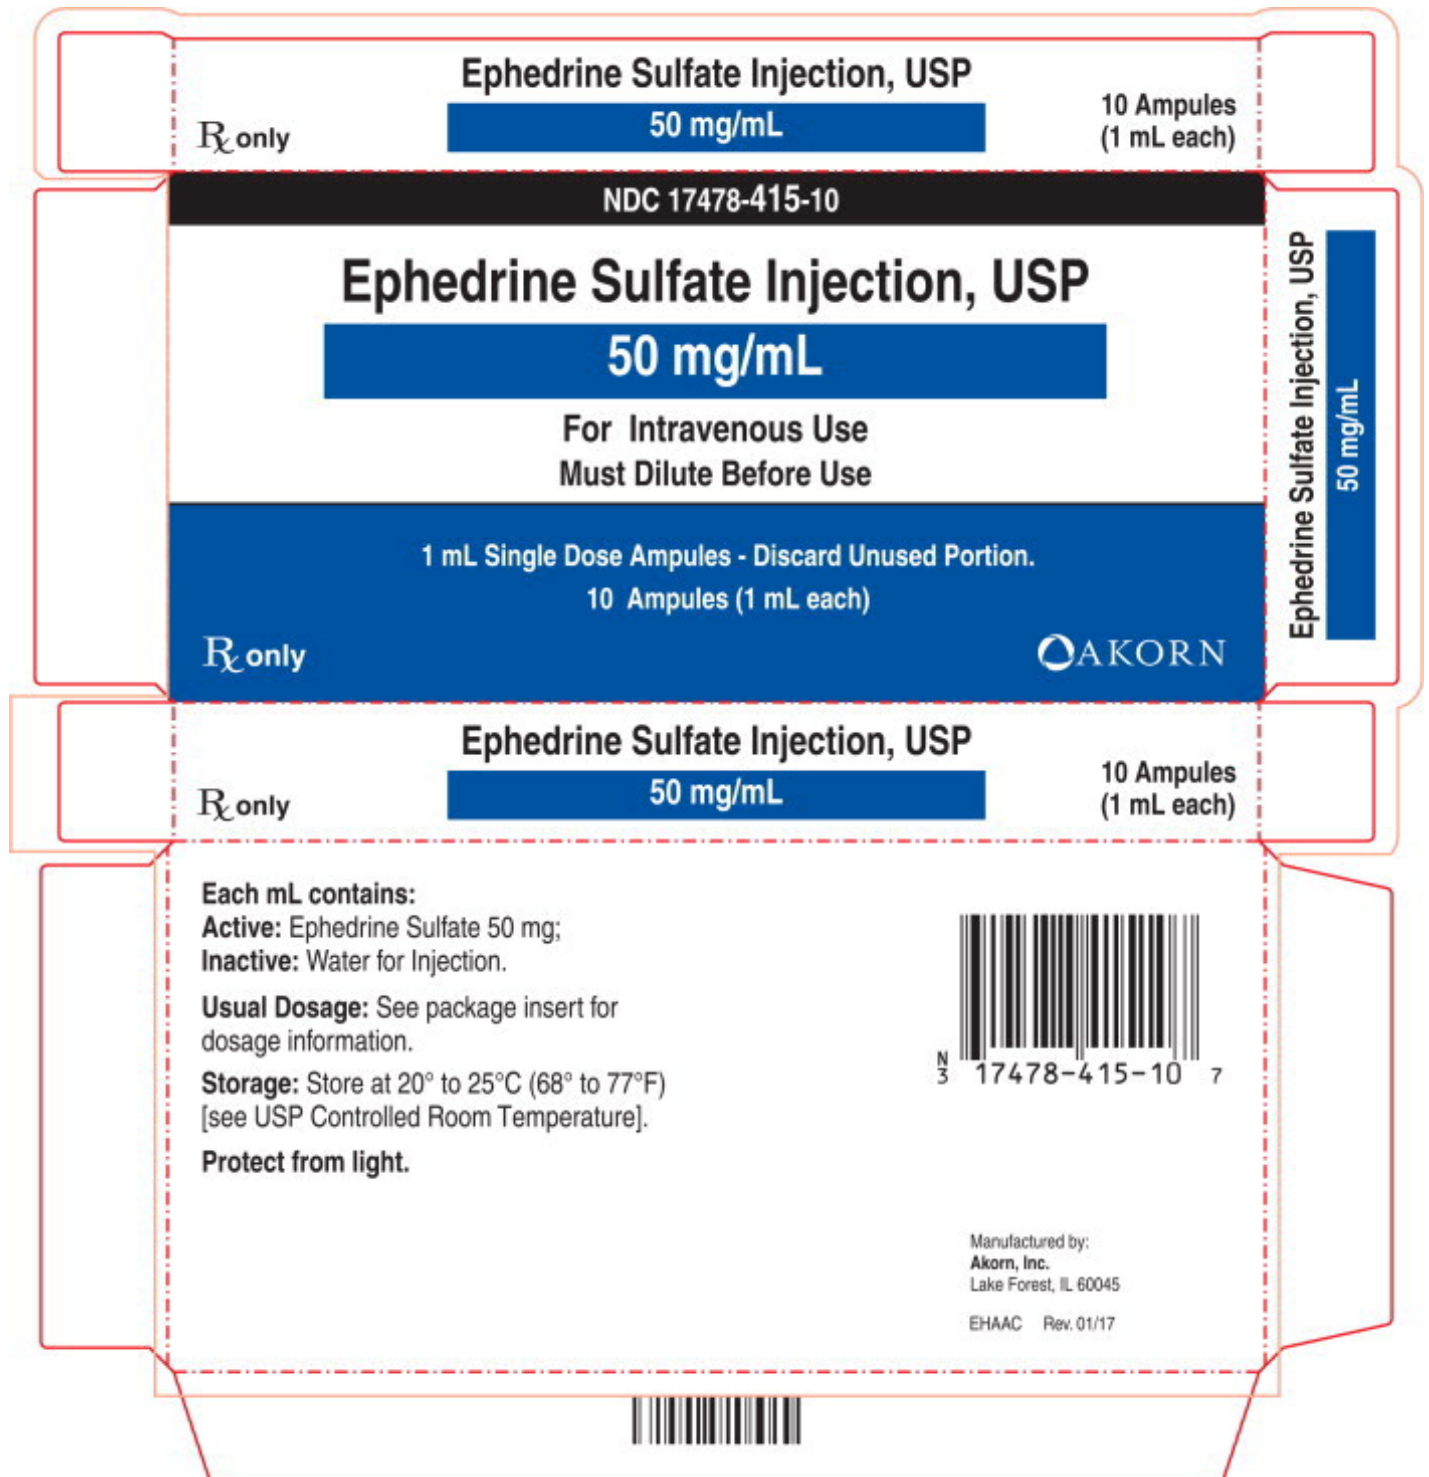 Ephedrine Sulfate Injection, USP
50 mg/mL
Rx only
10 Ampules
(1 mL each)
NDC 17478-415-10
Ephedrine Sulfate Injection, USP
50 mg/mL
For Intravenous Use
Must Dilute Before Use
1 mL Single Dose Ampules - Discard Unused Portion.
10 Ampules (1 mL each)
Rx only
AKORN
Ephedrine Sulfate Injection, USP
50 mg/mL
Ephedrine Sulfate Injection, USP
50 mg/mL
Rx only
10 Ampules
(1 mL each)
Each mL contains:
Active: Ephedrine Sulfate 50 mg;
Inactive: Water for Injection.
Usual Dosage: See package insert for
dosage information.
Storage: Store at 20° to 25°C (68° to 77°F)
[see USP Controlled Room Temperature].
Protect from light.
N
3 17478-415-10 7
Manufactured by:
Akorn, Inc.
Lake Forest, IL 60045
EHAAC Rev. 01/17